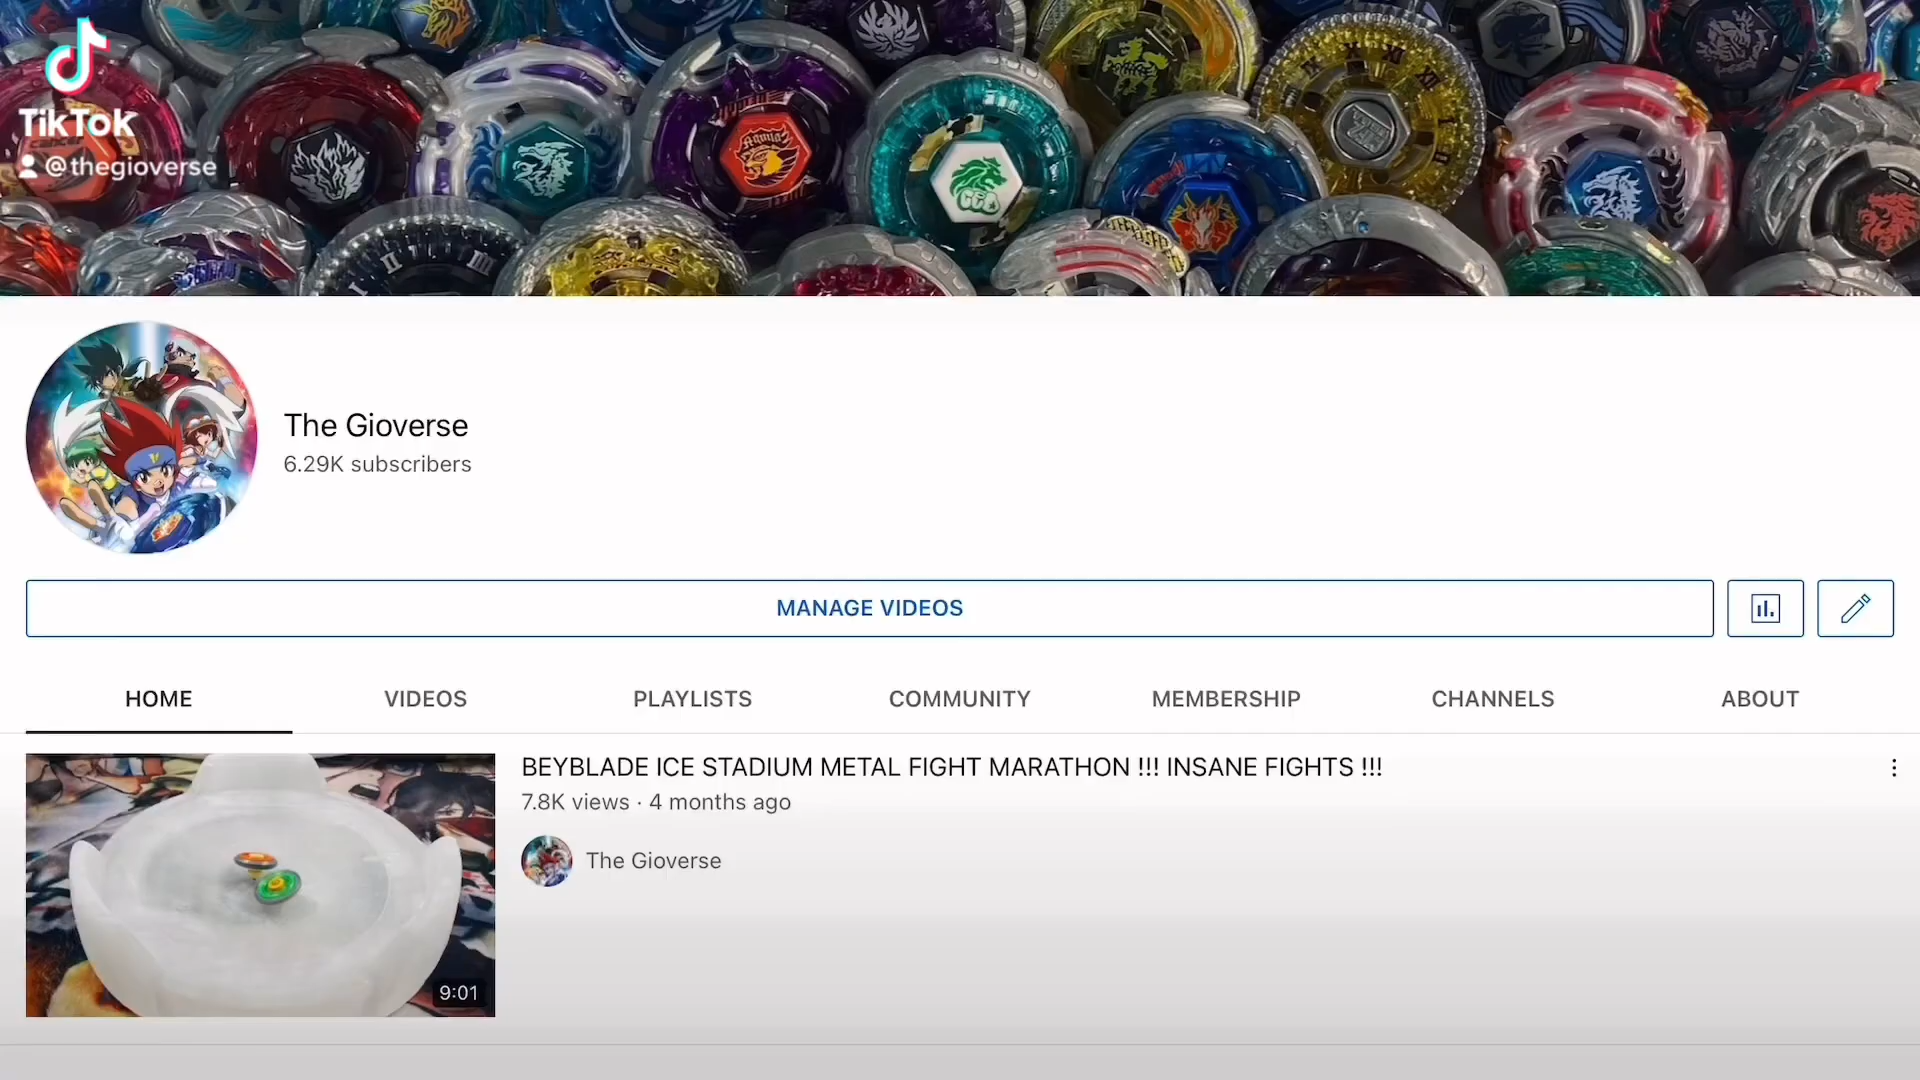 TikTok
@thegioverse
Aquila
The Gioverse
6.29K subscribers
MANAGE VIDEOS
HOME
VIDEOS
PLAYLISTS
COMMUNITY
MEMBERSHIP
CHANNELS
ABOUT
BEYBLADE ICE STADIUM METAL FIGHT MARATHON !!! INSANE FIGHTS !!!
7.8K views · 4 months ago
The Gioverse
9:01